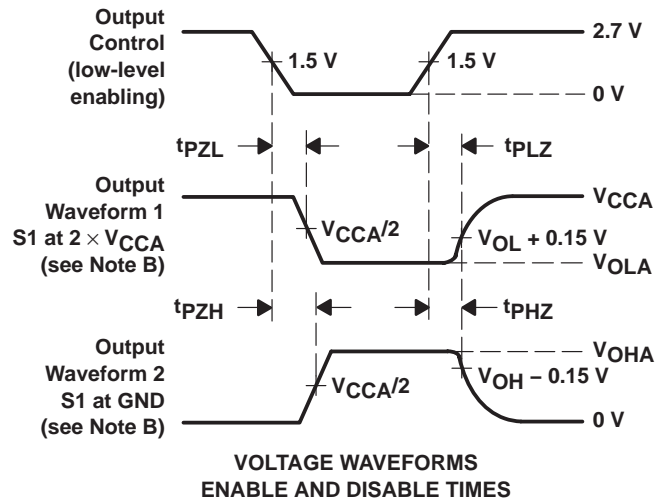 Output
Control
(low-level
enabling)
1.5 V
1.5 V
2.7 V
0 V
tPZL
tPLZ
Output
Waveform 1
S1 at 2 × VCCA
(see Note B)
VCCA/2
VCCA
VOL + 0.15 V
VOLA
tPZH
tPHZ
Output
Waveform 2
S1 at GND
(see Note B)
VCCA/2
VOHA
VOH − 0.15 V
0 V
VOLTAGE WAVEFORMS
ENABLE AND DISABLE TIMES